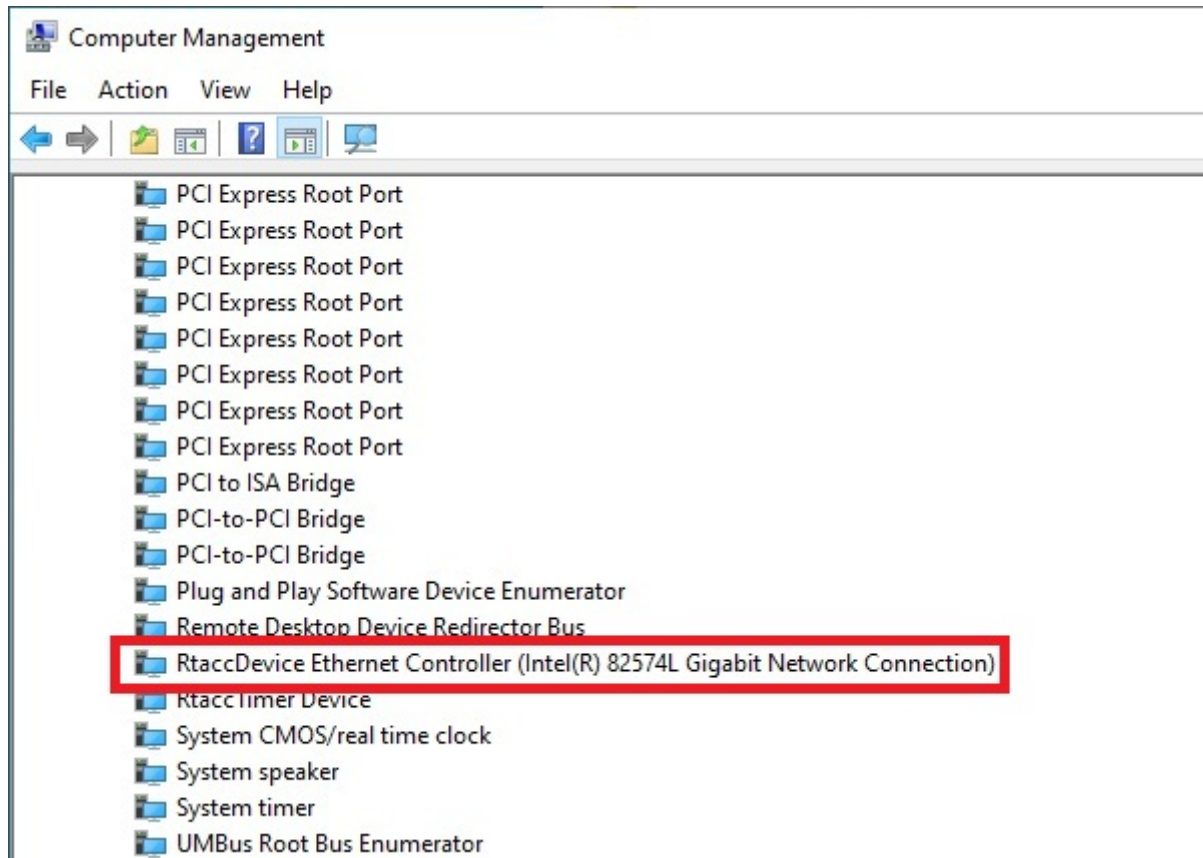 Computer Management
File Action View Help
PCI Express Root Port
PCI Express Root Port
PCI Express Root Port
PCI Express Root Port
PCI Express Root Port
PCI Express Root Port
PCI Express Root Port
PCI Express Root Port
PCI to ISA Bridge
PCI-to-PCI Bridge
PCI-to-PCI Bridge
Plug and Play Software Device Enumerator
Remote Desktop Device Redirector Bus
RtaccDevice Ethernet Controller (Intel(R) 82574L Gigabit Network Connection)
RtaccTimer Device
System CMOS/real time clock
System speaker
System timer
UMBus Root Bus Enumerator